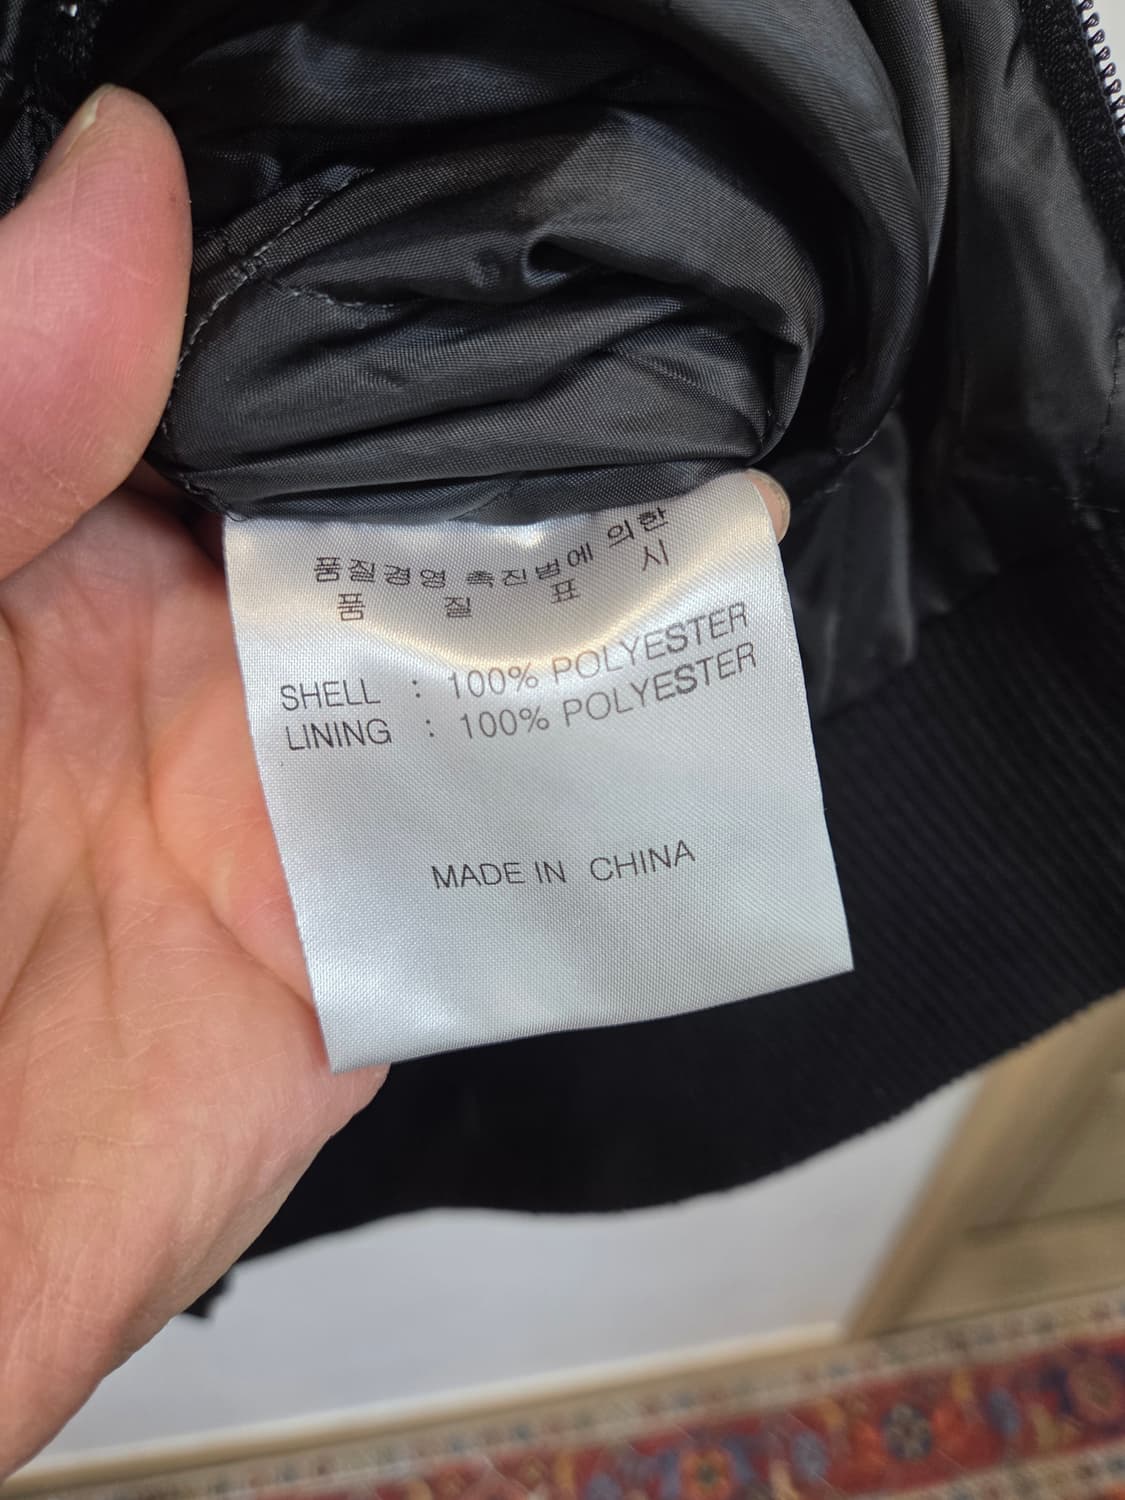 품질경영 촉진법에 의한
품 질 표 시
SHELL : 100% POLYESTER
LINING : 100% POLYESTER
MADE IN CHINA